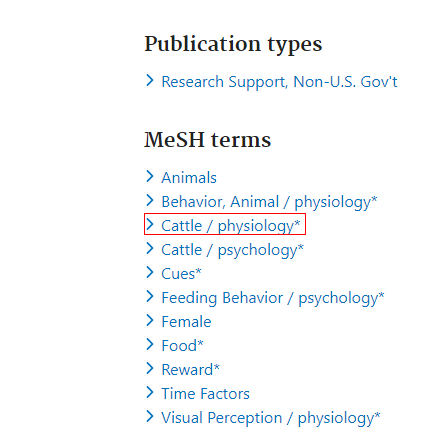 Publication types
Research Support, Non-U.S. Gov't
MeSH terms
Animals
Behavior, Animal / physiology*
Cattle / physiology*
Cattle / psychology*
Cues*
Feeding Behavior / psychology*
Female
Food*
Reward*
Time Factors
Visual Perception / physiology*